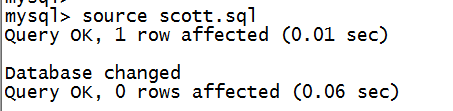 mysql> source scott.sql
Query OK, 1 row affected (0.01 sec)
Database changed
Query OK, 0 rows affected (0.06 sec)